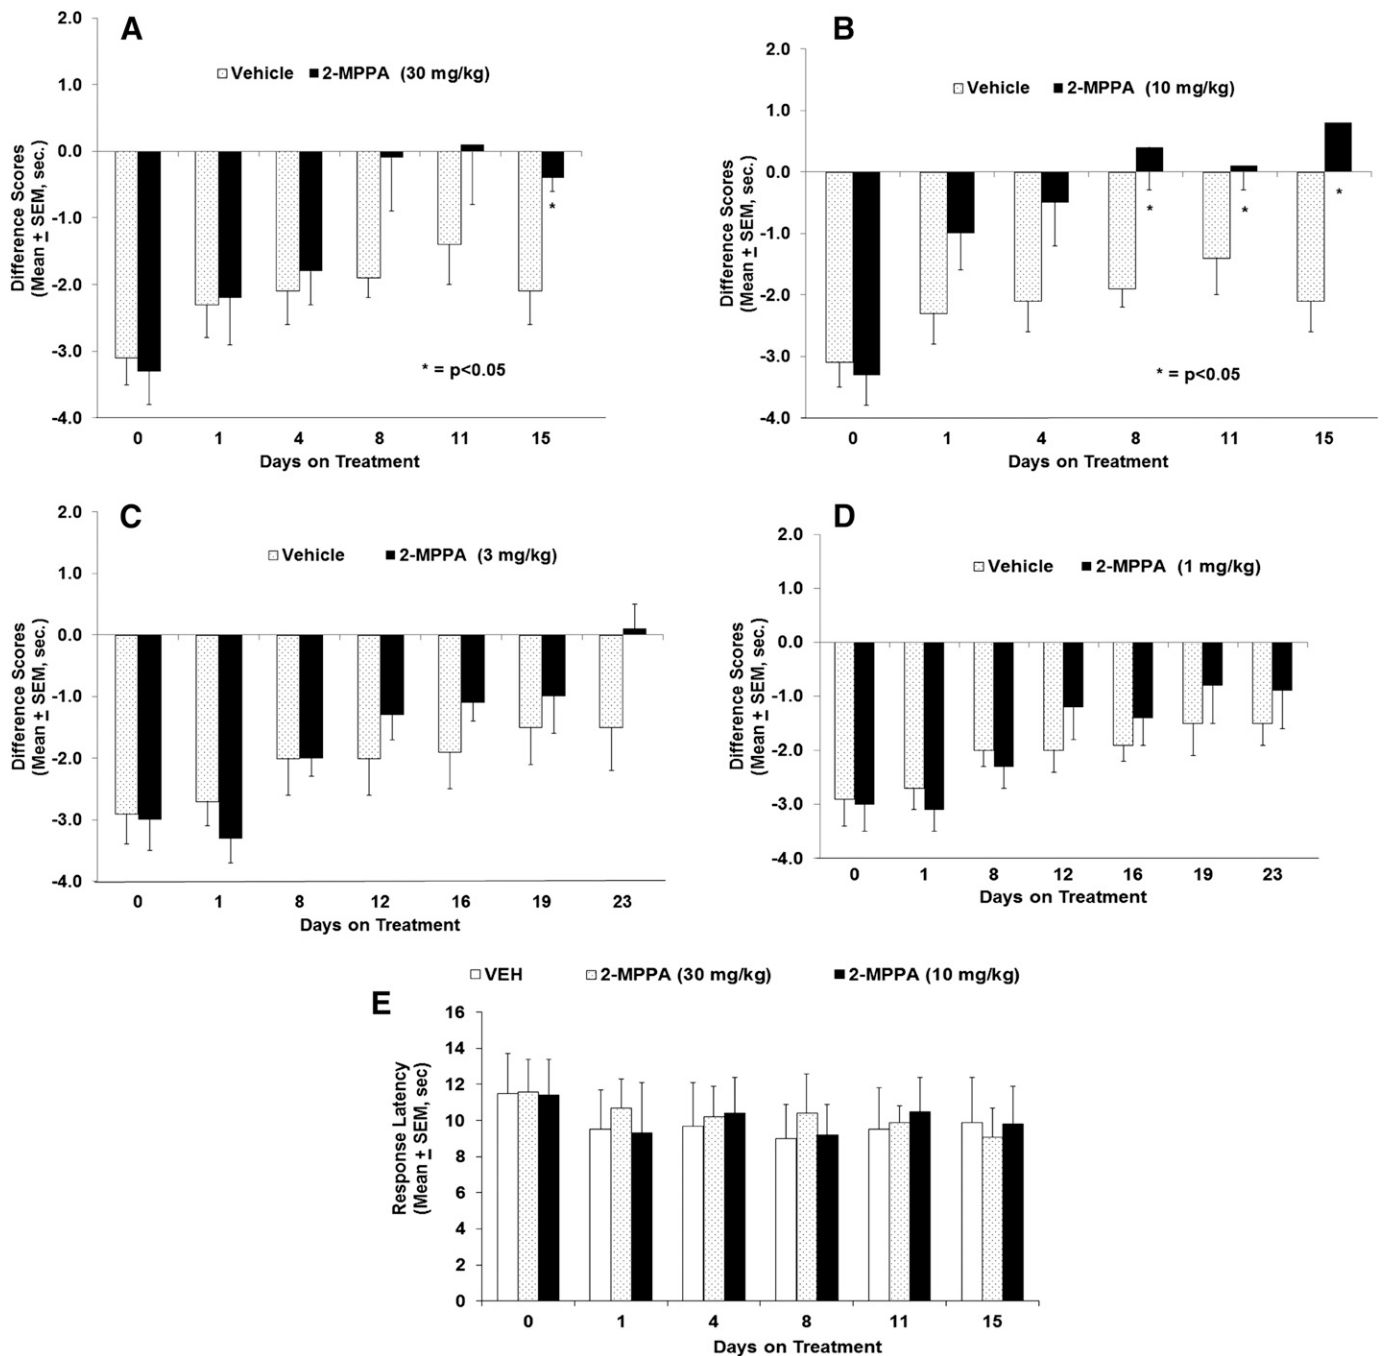 A
Vehicle 2-MPPA (30 mg/kg)
Difference Scores
(Mean ± SEM, sec.)
2.0
1.0
0.0
-1.0
-2.0
-3.0
-4.0
*
* = p<0.05
0 1 4 8 11 15
Days on Treatment
B
Vehicle 2-MPPA (10 mg/kg)
Difference Scores
(Mean ± SEM, sec.)
2.0
1.0
0.0
-1.0
-2.0
-3.0
-4.0
* * *
* = p<0.05
0 1 4 8 11 15
Days on Treatment
C
Vehicle 2-MPPA (3 mg/kg)
Difference Scores
(Mean ± SEM, sec.)
2.0
1.0
0.0
-1.0
-2.0
-3.0
-4.0
0 1 8 12 16 19 23
Days on Treatment
D
Vehicle 2-MPPA (1 mg/kg)
Difference Scores
(Mean ± SEM, sec.)
2.0
1.0
0.0
-1.0
-2.0
-3.0
-4.0
0 1 8 12 16 19 23
Days on Treatment
VEH 2-MPPA (30 mg/kg) 2-MPPA (10 mg/kg)
E
Response Latency
(Mean ± SEM, sec)
16
14
12
10
8
6
4
2
0
0 1 4 8 11 15
Days on Treatment